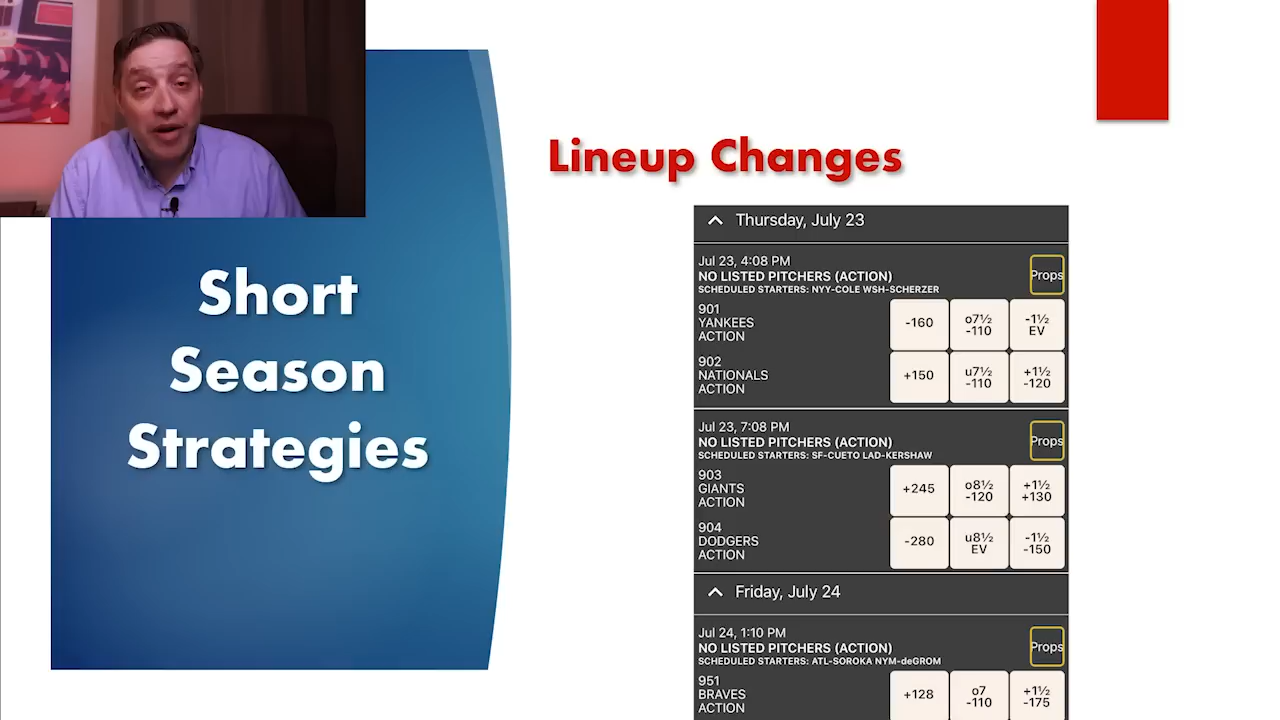 Short
Season
Strategies
Lineup Changes
Thursday, July 23
Jul 23, 4:08 PM
NO LISTED PITCHERS (ACTION)
SCHEDULED STARTERS: NYY-COLE WSH-SCHERZER
Props
901
YANKEES
ACTION
-160
o7½
-110
-1½
EV
902
NATIONALS
ACTION
+150
u7½
-110
+1½
-120
Jul 23, 7:08 PM
NO LISTED PITCHERS (ACTION)
SCHEDULED STARTERS: SF-CUETO LAD-KERSHAW
Props
903
GIANTS
ACTION
+245
o8½
-120
+1½
+130
904
DODGERS
ACTION
-280
u8½
EV
-1½
-150
Friday, July 24
Jul 24, 1:10 PM
NO LISTED PITCHERS (ACTION)
SCHEDULED STARTERS: ATL-SOROKA NYM-deGROM
Props
951
BRAVES
ACTION
+128
o7
-110
+1½
-175